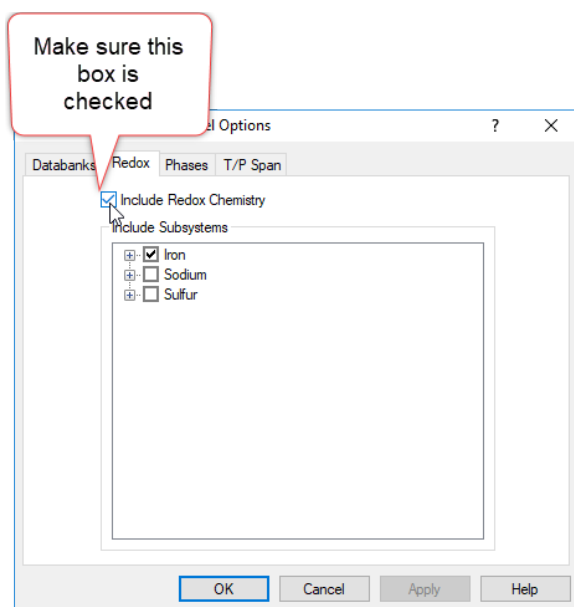 Make sure this
box is
checked
el Options
? X
Databanks Redox Phases T/P Span
Include Redox Chemistry
Include Subsystems
Iron
Sodium
Sulfur
OK Cancel Apply Help